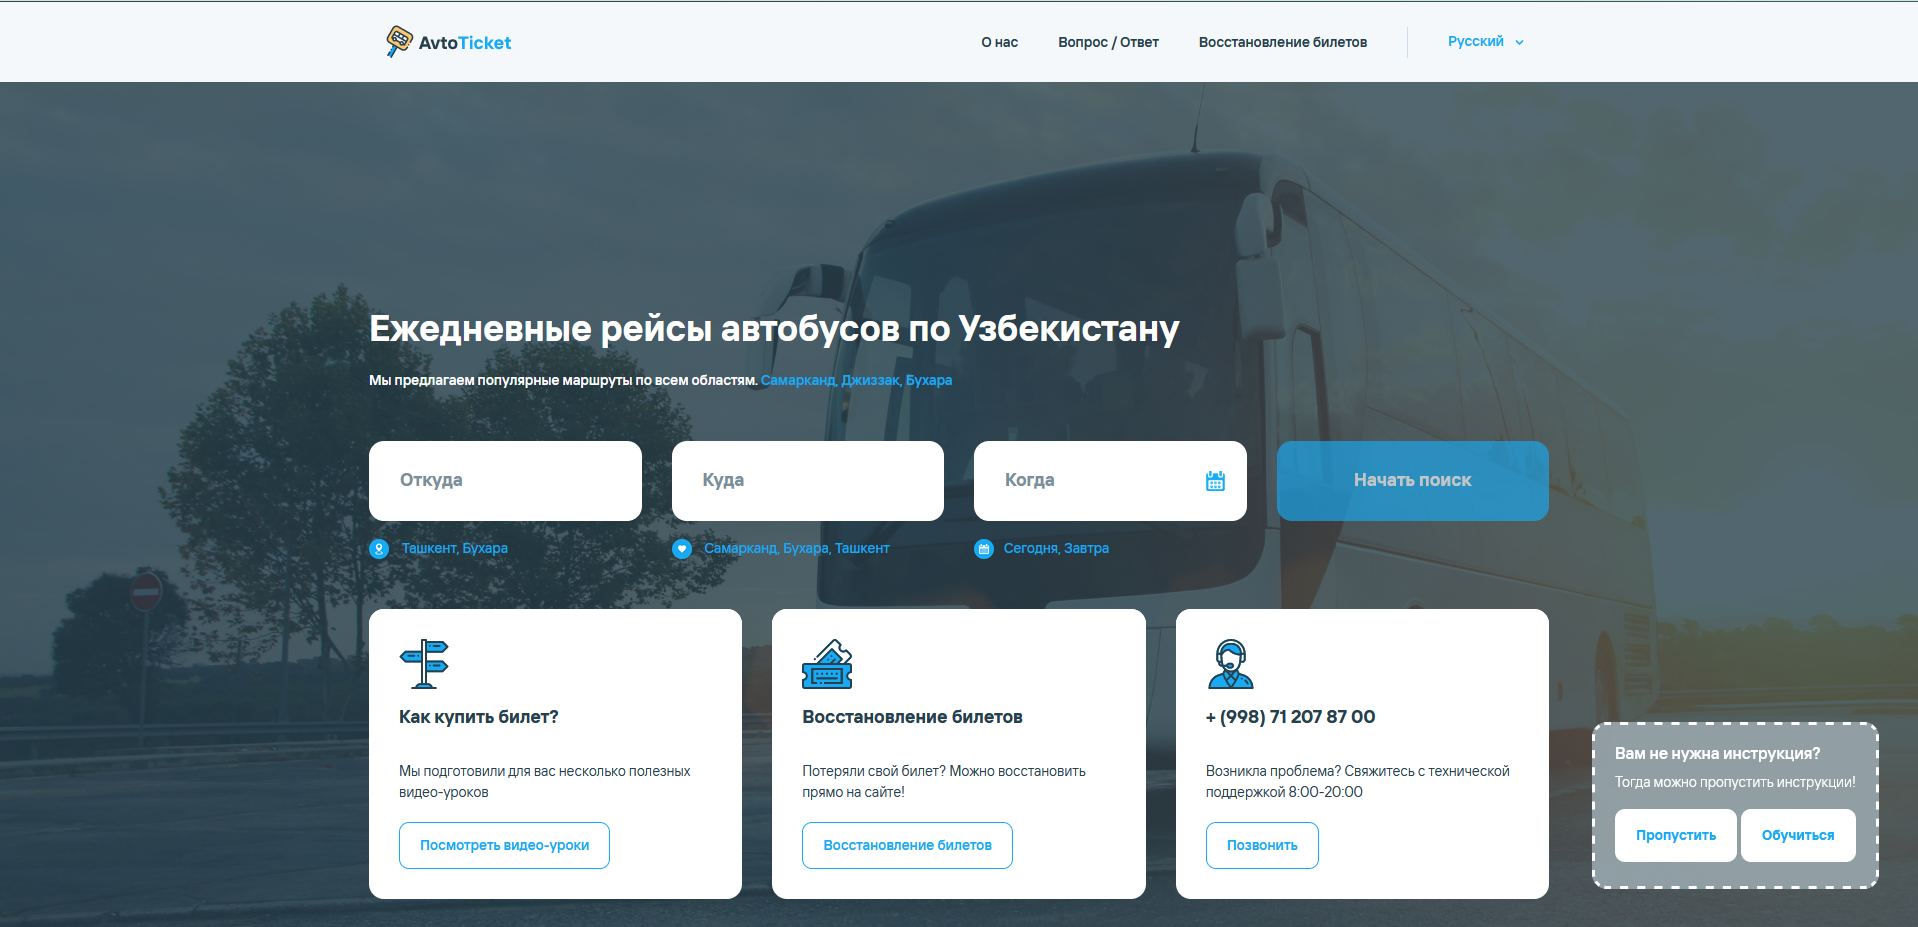 AvtoTicket
О нас
Вопрос / Ответ
Восстановление билетов
Русский
Ежедневные рейсы автобусов по Узбекистану
Мы предлагаем популярные маршруты по всем областям. Самарканд, Джиззак, Бухара
Откуда
Куда
Когда
Начать поиск
Ташкент, Бухара
Самарканд, Бухара, Ташкент
Сегодня, Завтра
Как купить билет?
Мы подготовили для вас несколько полезных
видео-уроков
Посмотреть видео-уроки
Восстановление билетов
Потеряли свой билет? Можно восстановить
прямо на сайте!
Восстановление билетов
+ (998) 71 207 87 00
Возникла проблема? Свяжитесь с технической
поддержкой 8:00-20:00
Позвонить
Вам не нужна инструкция?
Тогда можно пропустить инструкции!
Пропустить
Обучиться